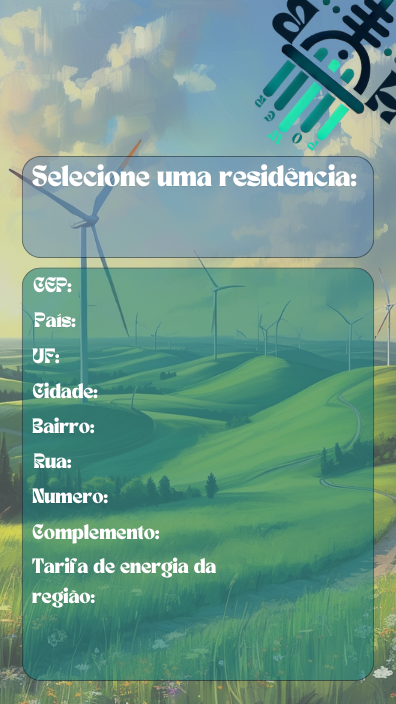 Selecione uma residência:
CEP:
País:
UF:
Cidade:
Bairro:
Rua:
Numero:
Complemento:
Tarifa de energia da
região: